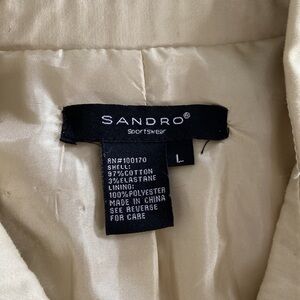 SANDRO®
Sportswear
L
RN#100170
SHELL:
97%COTTON
3%ELASTANE
LINING:
100%POLYESTER
MADE IN CHINA
SEE REVERSE
FOR CARE